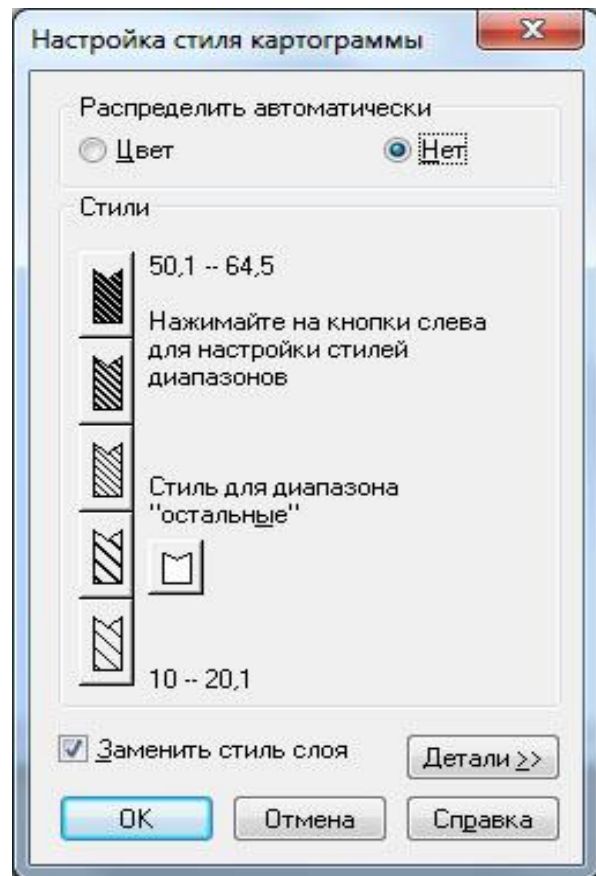 Настройка стиля картограммы
Распределить автоматически
Цвет
Нет
Стили
50,1 -- 64,5
Нажимайте на кнопки слева
для настройки стилей
диапазонов
Стиль для диапазона
"остальные"
10 -- 20,1
Заменить стиль слоя
Детали >>
OK
Отмена
Справка